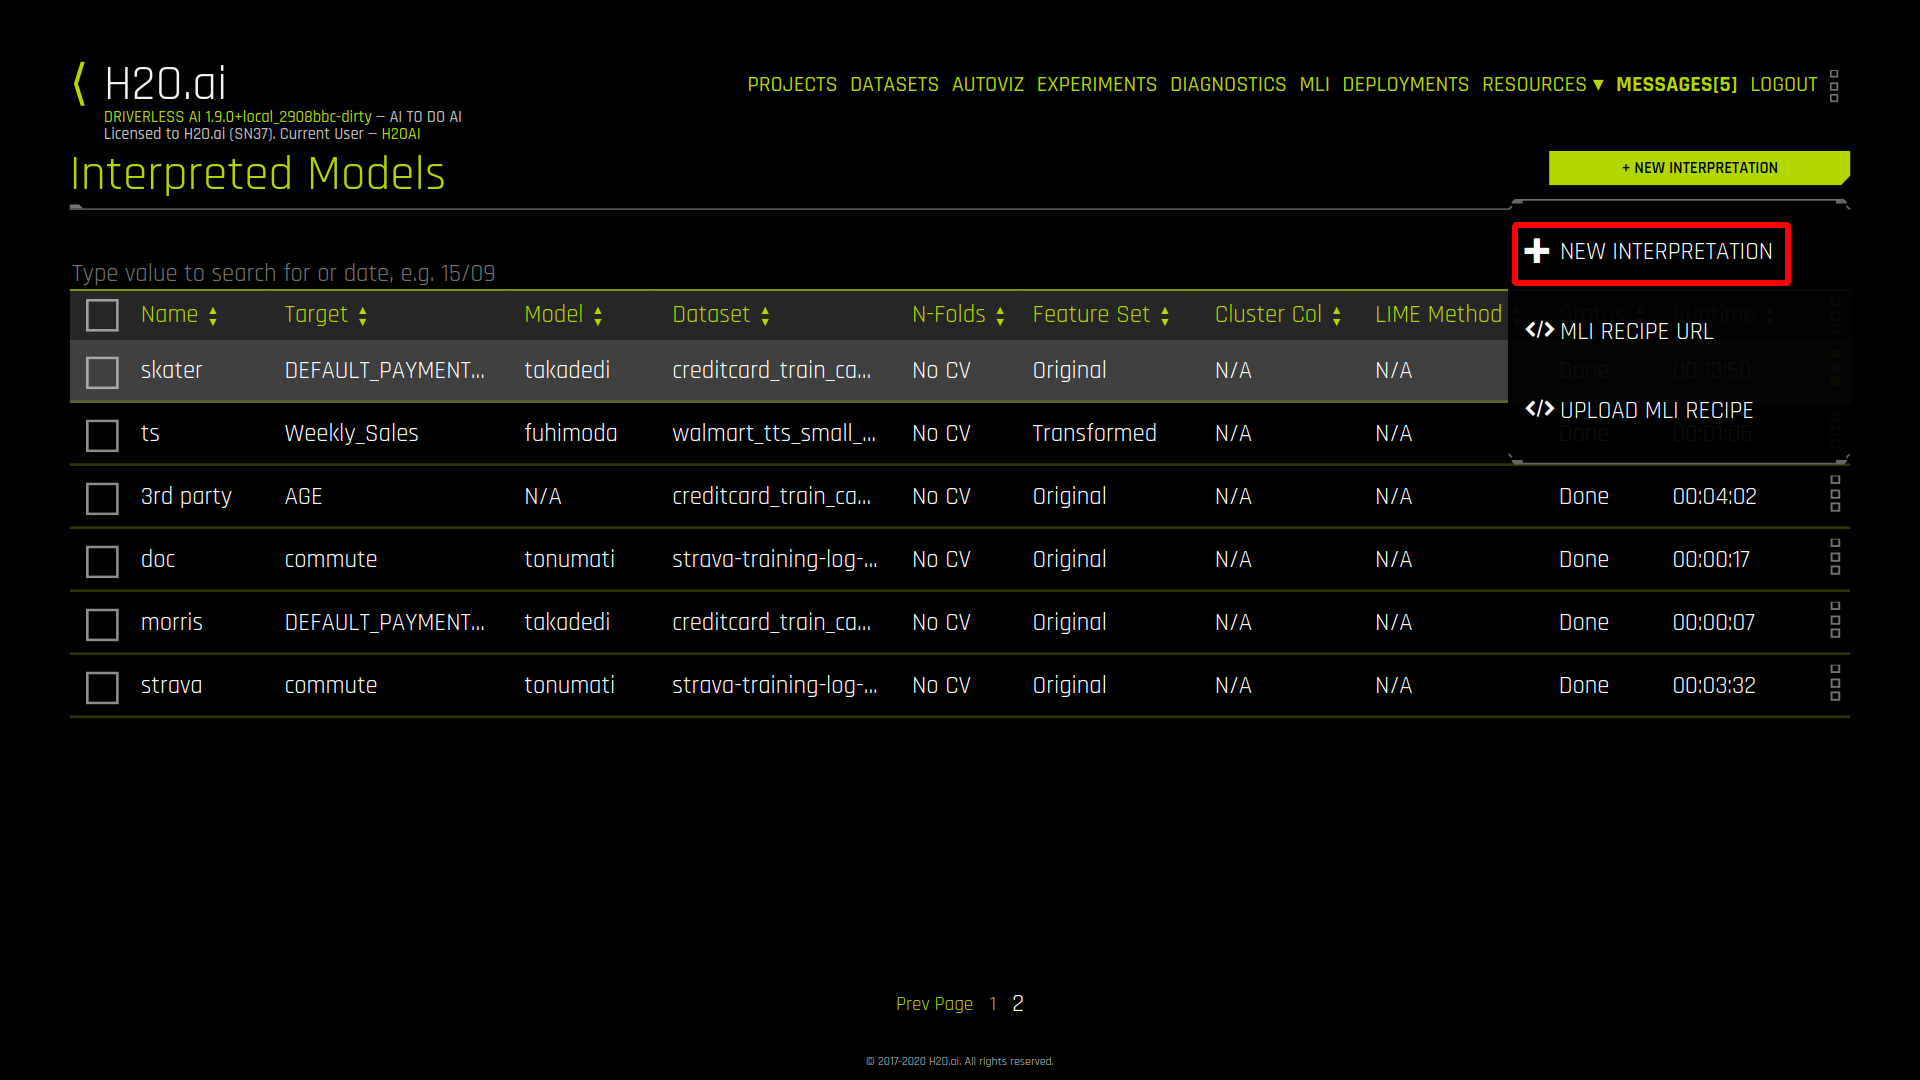 H2O.ai
PROJECTS DATASETS AUTOVIZ EXPERIMENTS DIAGNOSTICS MLI DEPLOYMENTS RESOURCES ▼ MESSAGES[5] LOGOUT
DRIVERLESS AI 1.9.0+local_2908bbc-dirty — AI TO DO AI
Licensed to H2O.ai (SN37). Current User — H2OAI
Interpreted Models
+ NEW INTERPRETATION
NEW INTERPRETATION
Type value to search for or date, e.g. 15/09
Name Target Model Dataset N-Folds Feature Set Cluster Col LIME Method Status Runtime
</> MLI RECIPE URL
skater DEFAULT_PAYMENT... takadedi creditcard_train_ca... No CV Original N/A N/A Done 00:13:50
</> UPLOAD MLI RECIPE
ts Weekly_Sales fuhimoda walmart_tts_small_... No CV Transformed N/A N/A Done 00:01:05
3rd party AGE N/A creditcard_train_ca... No CV Original N/A N/A Done 00:04:02
doc commute tonumati strava-training-log-... No CV Original N/A N/A Done 00:00:17
morris DEFAULT_PAYMENT... takadedi creditcard_train_ca... No CV Original N/A N/A Done 00:00:07
strava commute tonumati strava-training-log-... No CV Original N/A N/A Done 00:03:32
Prev Page 1 2
© 2017-2020 H2O.ai. All rights reserved.